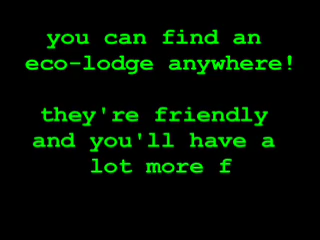 you can find an
eco-lodge anywhere!
they're friendly
and you'll have a
lot more f